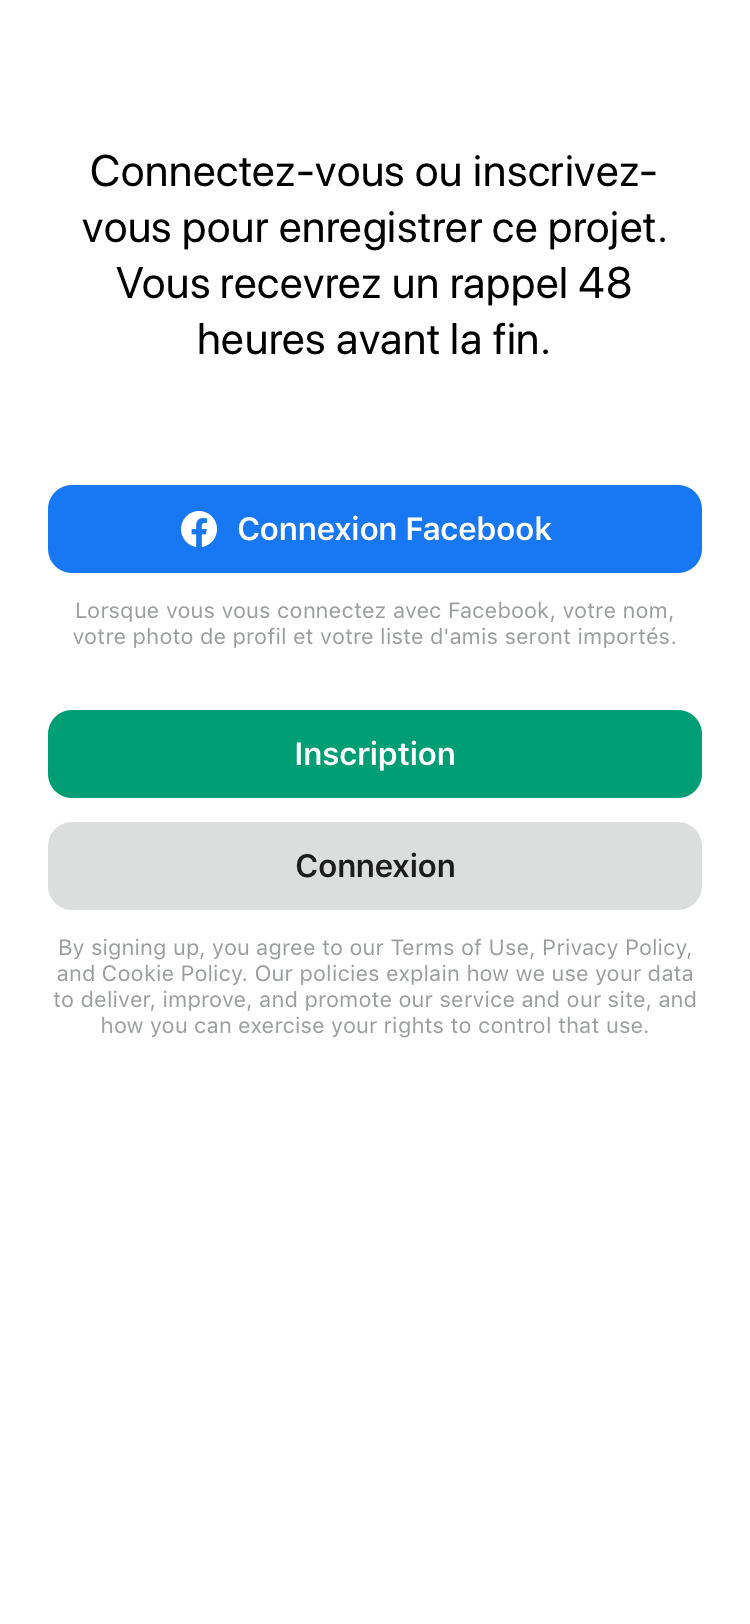 Connectez-vous ou inscrivez-
vous pour enregistrer ce projet.
Vous recevrez un rappel 48
heures avant la fin.
Connexion Facebook
Lorsque vous vous connectez avec Facebook, votre nom,
votre photo de profil et votre liste d'amis seront importés.
Inscription
Connexion
By signing up, you agree to our Terms of Use, Privacy Policy,
and Cookie Policy. Our policies explain how we use your data
to deliver, improve, and promote our service and our site, and
how you can exercise your rights to control that use.